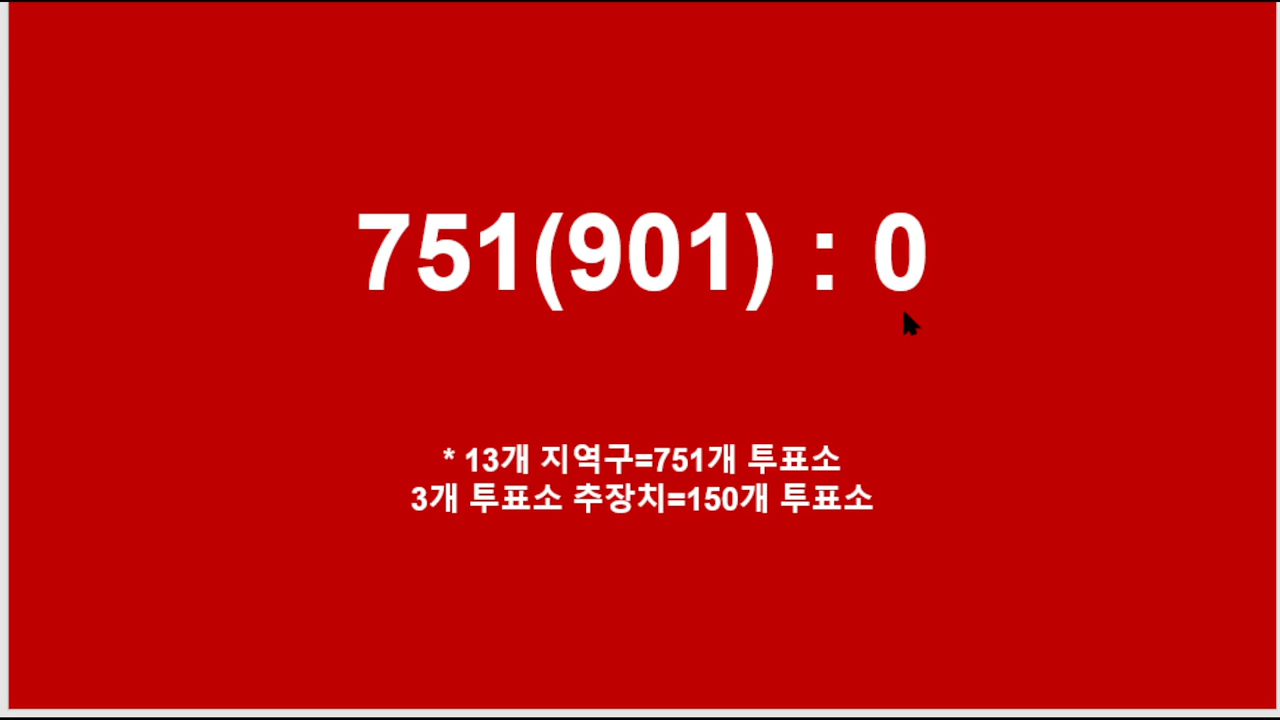 751(901) : 0
* 13개 지역구=751개 투표소
3개 투표소 추장치=150개 투표소